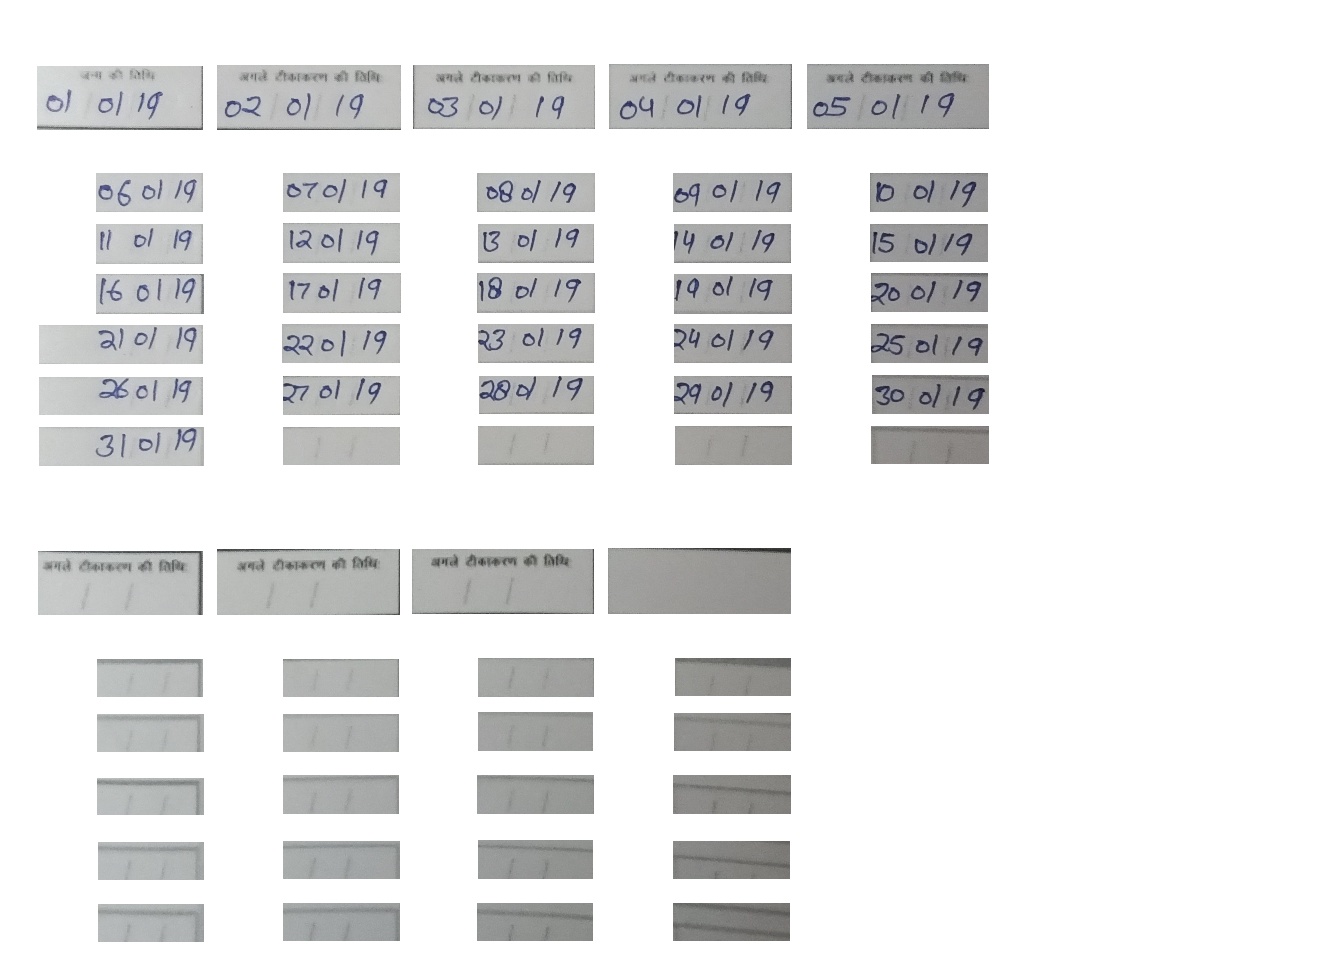 जन्म की तिथि अगले टीकाकरण की तिथि अगले टीकाकरण की तिथि अगले टीकाकरण की तिथि अगले टीकाकरण की तिथि
01/01/19 02/01/19 03/01/19 04/01/19 05/01/19
06 01/19 07 01/19 08 01/19 09 01/19 10 01/19
11 01/19 12 01/19 13 01/19 14 01/19 15 01/19
16 01/19 17 01/19 18 01/19 19 01/19 20 01/19
21 01/19 22 01/19 23 01/19 24 01/19 25 01/19
26 01/19 27 01/19 28 01/19 29 01/19 30 01/19
31 01/19 / / / / / / / /
अगले टीकाकरण की तिथि अगले टीकाकरण की तिथि अगले टीकाकरण की तिथि